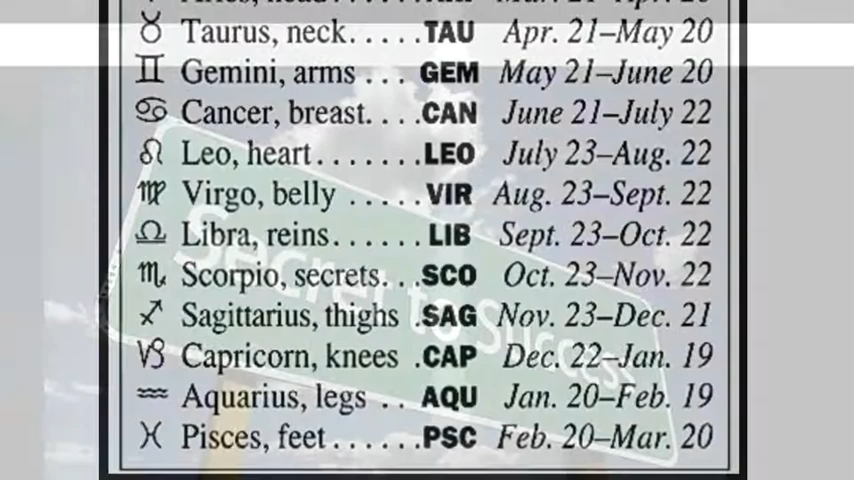 ♉ Taurus, neck.....TAU Apr. 21–May 20
♊ Gemini, arms ... GEM May 21–June 20
♋ Cancer, breast....CAN June 21–July 22
♌ Leo, heart.......LEO July 23–Aug. 22
♍ Virgo, belly .....VIR Aug. 23–Sept. 22
♎ Libra, reins...... LIB Sept. 23–Oct. 22
♏ Scorpio, secrets...SCO Oct. 23–Nov. 22
♐ Sagittarius, thighs .SAG Nov. 23–Dec. 21
♑ Capricorn, knees .CAP Dec. 22–Jan. 19
♒ Aquarius, legs .. AQU Jan. 20–Feb. 19
♓ Pisces, feet......PSC Feb. 20–Mar. 20
Secret to Success